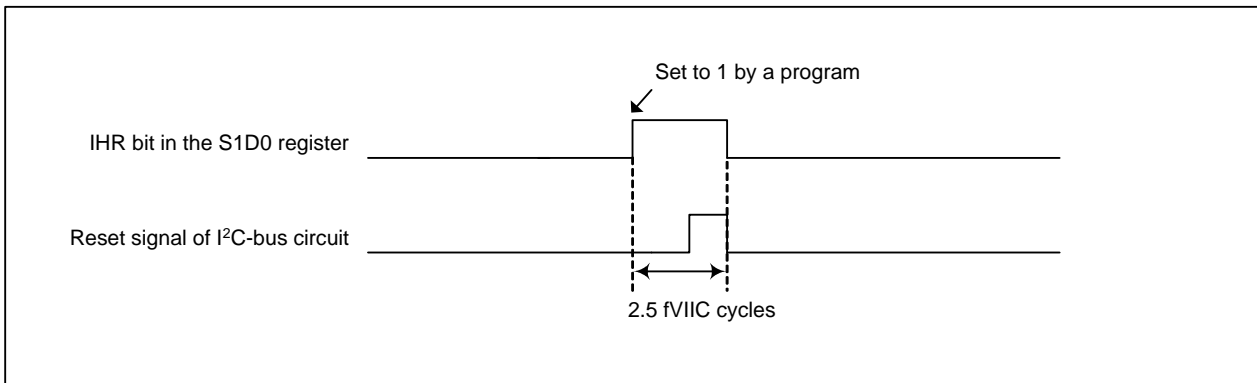 Set to 1 by a program
IHR bit in the S1D0 register
Reset signal of I²C-bus circuit
2.5 fVIIC cycles